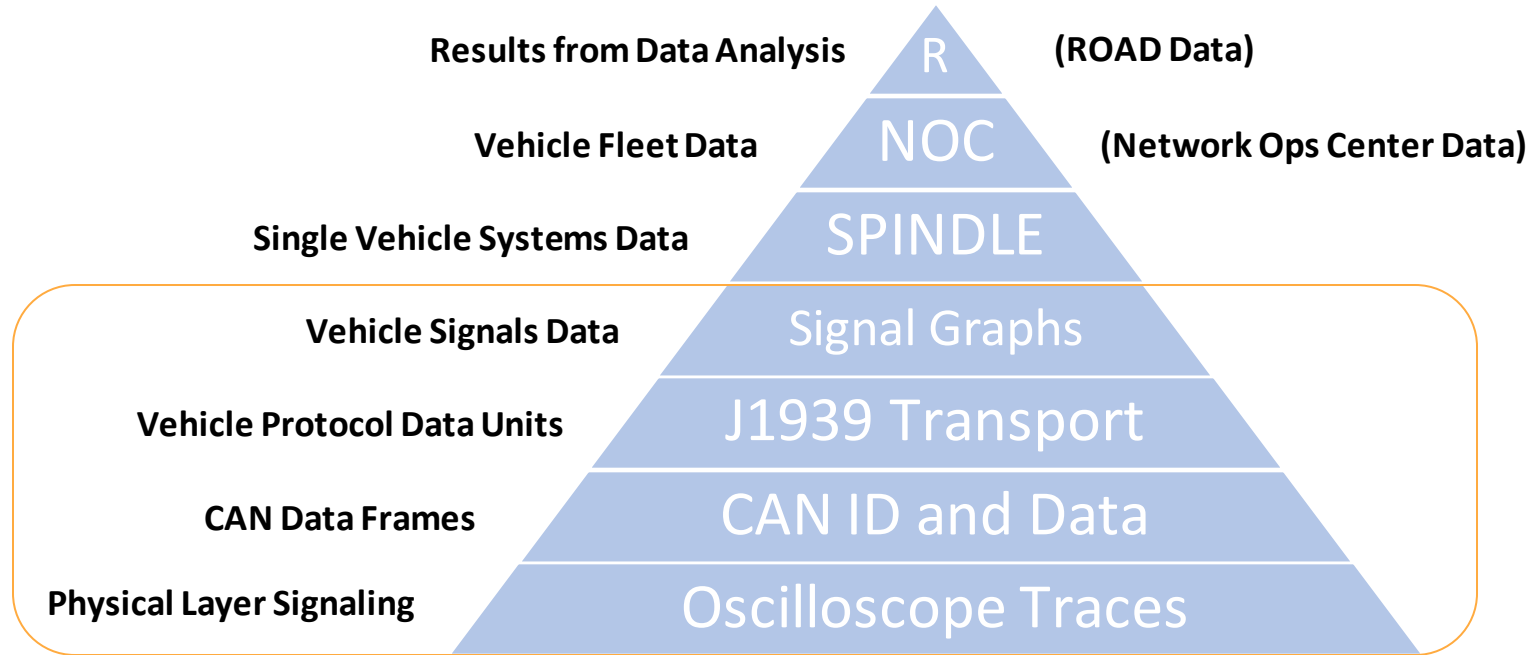 Results from Data Analysis R (ROAD Data)
Vehicle Fleet Data NOC (Network Ops Center Data)
Single Vehicle Systems Data SPINDLE
Vehicle Signals Data Signal Graphs
Vehicle Protocol Data Units J1939 Transport
CAN Data Frames CAN ID and Data
Physical Layer Signaling Oscilloscope Traces